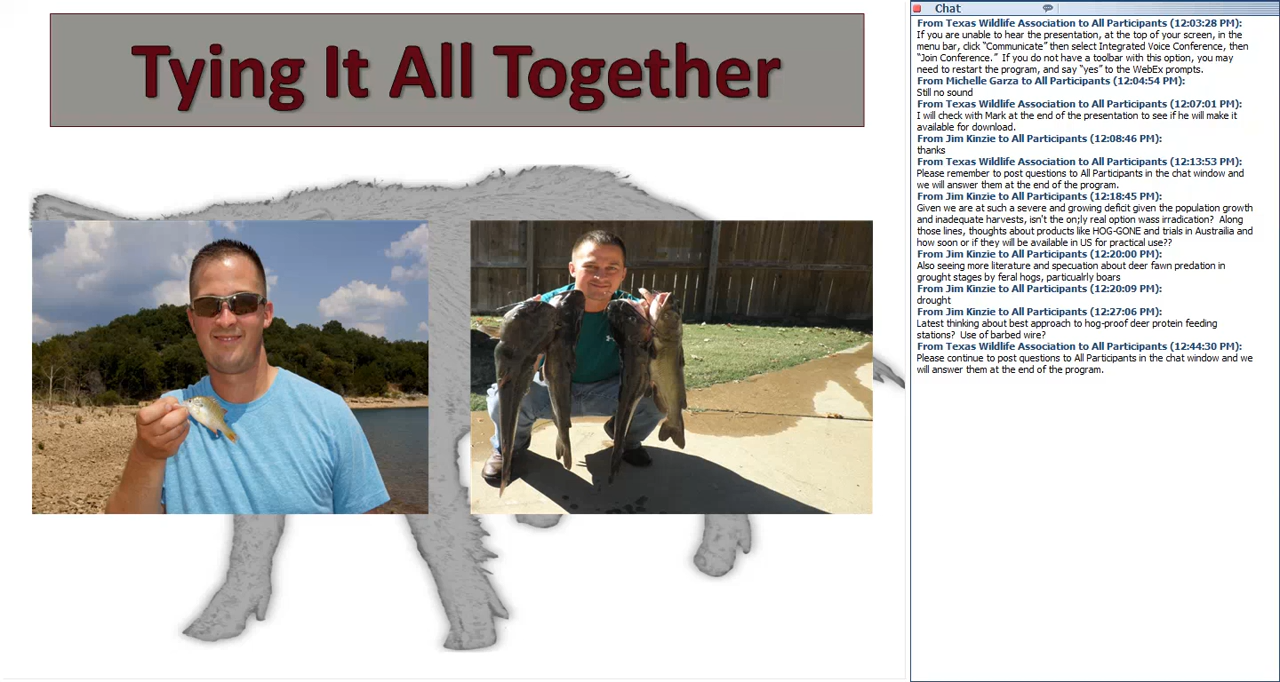 Tying It All Together
Chat
From Texas Wildlife Association to All Participants (12:03:28 PM):
If you are unable to hear the presentation, at the top of your screen, in the
menu bar, click “Communicate” then select Integrated Voice Conference, then
“Join Conference.”  If you do not have a toolbar with this option, you may
need to restart the program, and say “yes” to the WebEx prompts.
From Michelle Garza to All Participants (12:04:54 PM):
Still no sound
From Texas Wildlife Association to All Participants (12:07:01 PM):
I will check with Mark at the end of the presentation to see if he will make it
available for download.
From Jim Kinzie to All Participants (12:08:46 PM):
thanks
From Texas Wildlife Association to All Participants (12:13:53 PM):
Please remember to post questions to All Participants in the chat window and
we will answer them at the end of the program.
From Jim Kinzie to All Participants (12:18:45 PM):
Given we are at such a severe and growing deficit given the population growth
and inadequate harvests, isn't the on;ly real option wass irradication?  Along
those lines, thoughts about products like HOG-GONE and trials in Austrailia and
how soon or if they will be available in US for practical use??
From Jim Kinzie to All Participants (12:20:00 PM):
Also seeing more literature and specuation about deer fawn predation in
grought stages by feral hogs, particualrly boars
From Jim Kinzie to All Participants (12:20:09 PM):
drought
From Jim Kinzie to All Participants (12:27:06 PM):
Latest thinking about best approach to hog-proof deer protein feeding
stations?  Use of barbed wire?
From Texas Wildlife Association to All Participants (12:44:30 PM):
Please continue to post questions to All Participants in the chat window and we
will answer them at the end of the program.